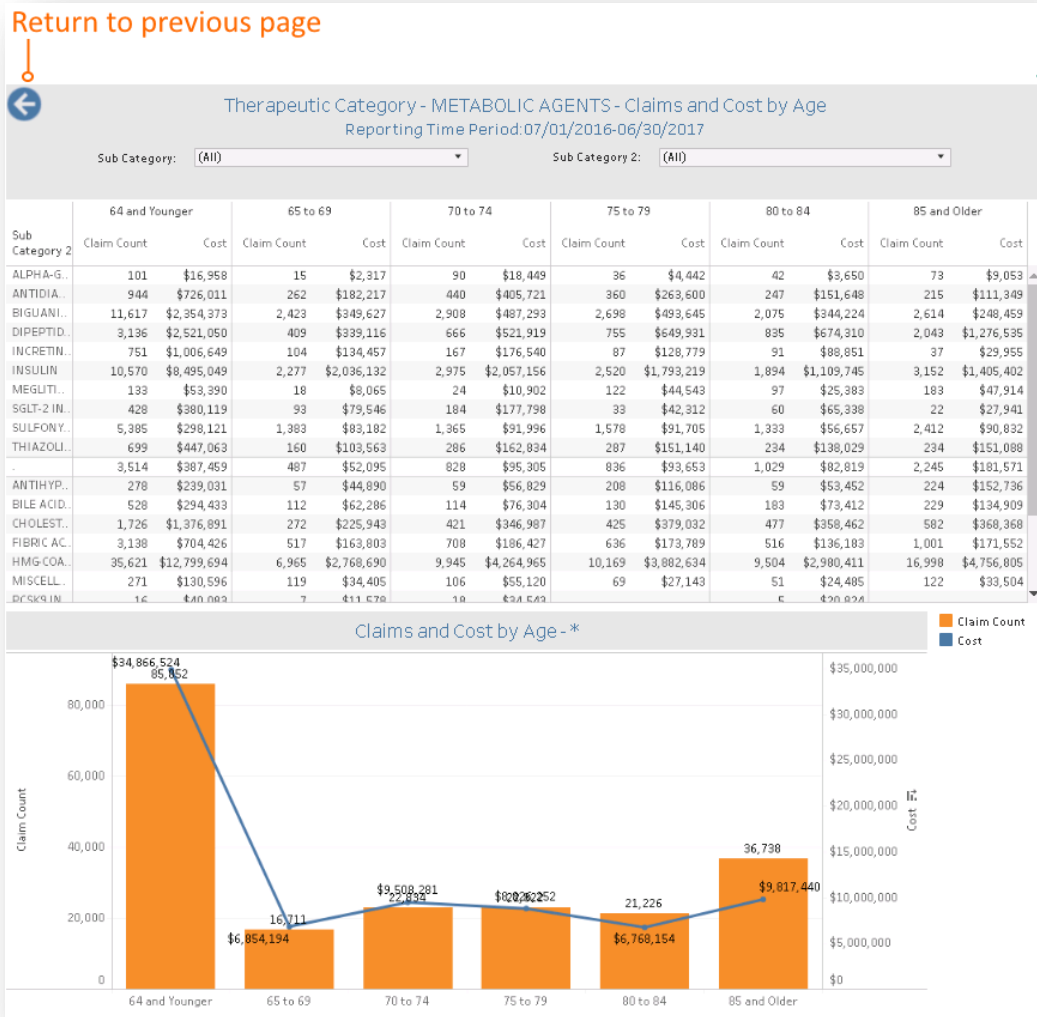 Return to previous page
Therapeutic Category - METABOLIC AGENTS - Claims and Cost by Age
Reporting Time Period:07/01/2016-06/30/2017
Sub Category: (All) Sub Category 2: (All)
64 and Younger 65 to 69 70 to 74 75 to 79 80 to 84 85 and Older
Sub
Category 2 Claim Count Cost Claim Count Cost Claim Count Cost Claim Count Cost Claim Count Cost Claim Count Cost
ALPHA-G.. 101 $16,958 15 $2,317 90 $18,449 36 $4,442 42 $3,650 73 $9,053
ANTIDIA.. 944 $726,011 262 $182,217 440 $405,721 360 $263,600 247 $151,648 215 $111,349
BIGUANI.. 11,617 $2,354,373 2,423 $349,627 2,908 $487,293 2,698 $493,645 2,075 $344,224 2,614 $248,459
DIPEPTID.. 3,136 $2,521,050 409 $339,116 666 $521,919 755 $649,931 835 $674,310 2,043 $1,276,535
INCRETIN.. 751 $1,006,649 104 $134,457 167 $176,540 87 $128,779 91 $88,851 37 $29,955
INSULIN 10,570 $8,495,049 2,277 $2,036,132 2,975 $2,057,156 2,520 $1,793,219 1,894 $1,109,745 3,152 $1,405,402
MEGLITI.. 133 $53,390 18 $8,065 24 $10,902 122 $44,543 97 $25,383 183 $47,914
SGLT-2 IN.. 428 $380,119 93 $79,546 184 $177,798 33 $42,312 60 $65,338 22 $27,941
SULFONY.. 5,385 $298,121 1,383 $83,182 1,365 $91,996 1,578 $91,705 1,333 $56,657 2,412 $90,832
THIAZOLI.. 699 $447,063 160 $103,563 286 $162,834 287 $151,140 234 $138,029 234 $151,088
. 3,514 $387,459 487 $52,095 828 $95,305 836 $93,653 1,029 $82,819 2,245 $181,571
ANTIHYP.. 278 $239,031 57 $44,890 59 $56,829 208 $116,086 59 $53,452 224 $152,736
BILE ACID.. 528 $294,433 112 $62,286 114 $76,304 130 $145,306 183 $73,412 229 $134,909
CHOLEST.. 1,726 $1,376,891 272 $225,943 421 $346,987 425 $379,032 477 $358,462 582 $368,368
FIBRIC AC.. 3,138 $704,426 517 $163,803 708 $186,427 636 $173,789 516 $136,183 1,001 $171,552
HMG-COA.. 35,621 $12,799,694 6,965 $2,768,690 9,945 $4,264,965 10,169 $3,882,634 9,504 $2,980,411 16,998 $4,756,805
MISCELL.. 271 $130,596 119 $34,405 106 $55,120 69 $27,143 51 $24,485 122 $33,504
PCSK9 IN.. 16 $40,083 7 $11,578 18 $34,543 5 $20,824
Claims and Cost by Age - *
Claim Count
Cost
$34,866,524
85,852
16,711
$6,854,194
$9,508,281
22,834
21,226
$6,768,154
36,738
$9,817,440
80,000
60,000
40,000
20,000
0
Claim Count
$35,000,000
$30,000,000
$25,000,000
$20,000,000
$15,000,000
$10,000,000
$5,000,000
$0
Cost
64 and Younger 65 to 69 70 to 74 75 to 79 80 to 84 85 and Older